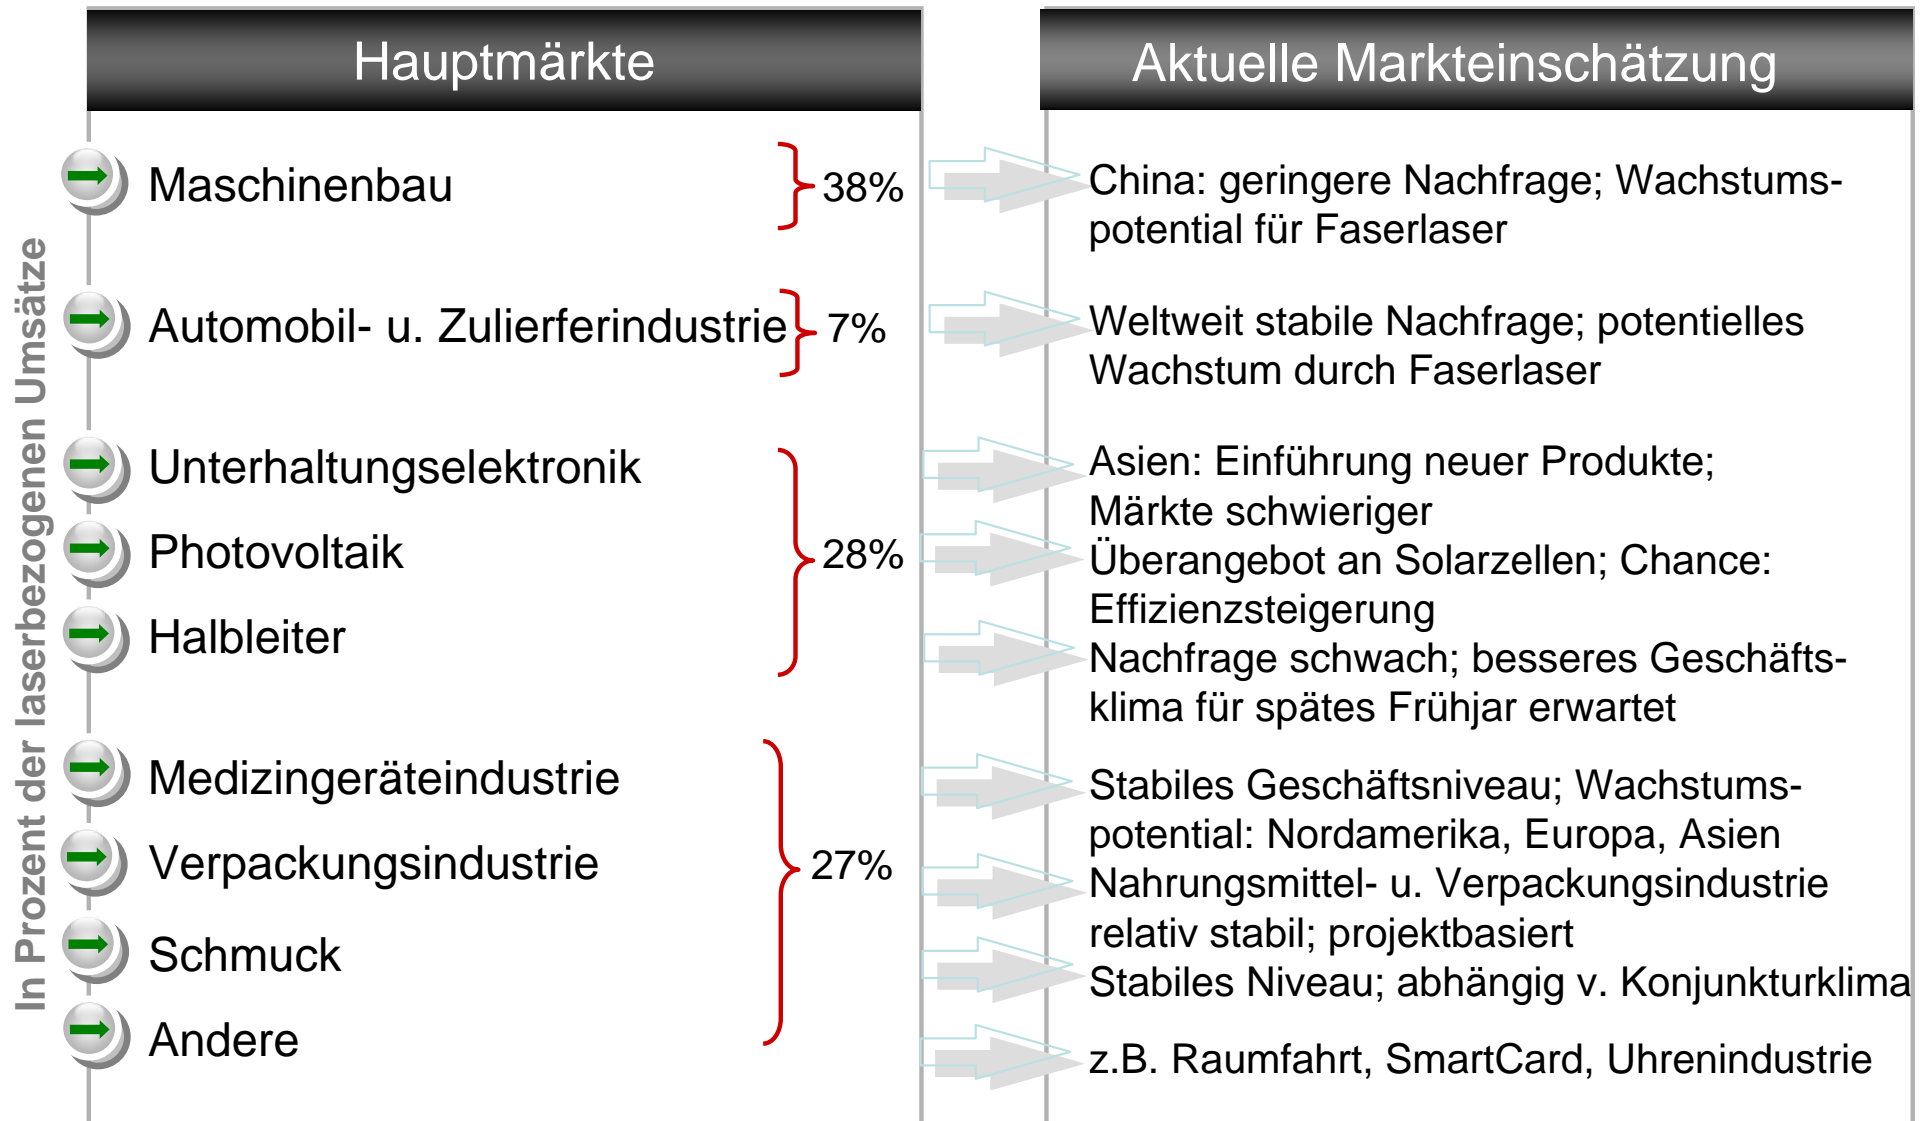 Hauptmärkte
Aktuelle Markteinschätzung
In Prozent der laserbezogenen Umsätze
Maschinenbau
38%
China: geringere Nachfrage; Wachstums-
potential für Faserlaser
Automobil- u. Zulierferindustrie
7%
Weltweit stabile Nachfrage; potentielles
Wachstum durch Faserlaser
Unterhaltungselektronik
Photovoltaik
Halbleiter
28%
Asien: Einführung neuer Produkte;
Märkte schwieriger
Überangebot an Solarzellen; Chance:
Effizienzsteigerung
Nachfrage schwach; besseres Geschäfts-
klima für spätes Frühjar erwartet
Medizingeräteindustrie
Verpackungsindustrie
Schmuck
Andere
27%
Stabiles Geschäftsniveau; Wachstums-
potential: Nordamerika, Europa, Asien
Nahrungsmittel- u. Verpackungsindustrie
relativ stabil; projektbasiert
Stabiles Niveau; abhängig v. Konjunkturklima
z.B. Raumfahrt, SmartCard, Uhrenindustrie